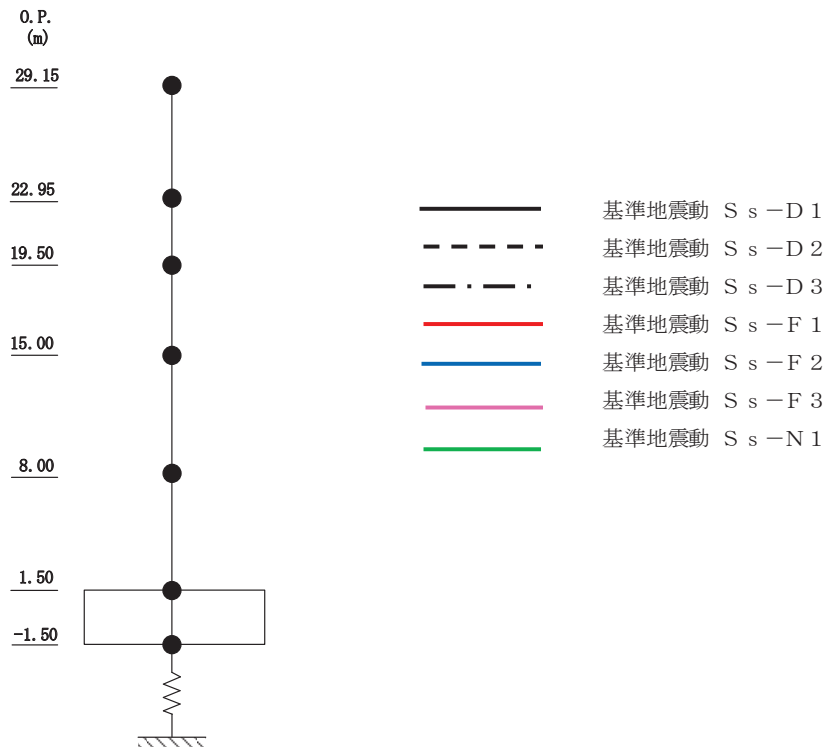 O.P.
(m)
29.15
22.95
19.50
15.00
8.00
1.50
-1.50
基準地震動 Ｓｓ－Ｄ１
基準地震動 Ｓｓ－Ｄ２
基準地震動 Ｓｓ－Ｄ３
基準地震動 Ｓｓ－Ｆ１
基準地震動 Ｓｓ－Ｆ２
基準地震動 Ｓｓ－Ｆ３
基準地震動 Ｓｓ－Ｎ１